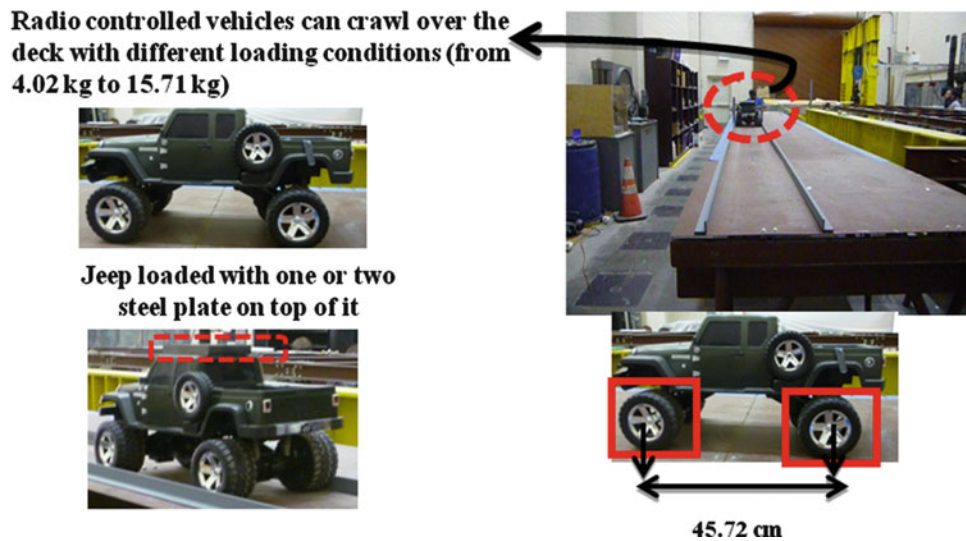 Radio controlled vehicles can crawl over the
deck with different loading conditions (from
4.02 kg to 15.71 kg)
Jeep loaded with one or two
steel plate on top of it
45.72 cm